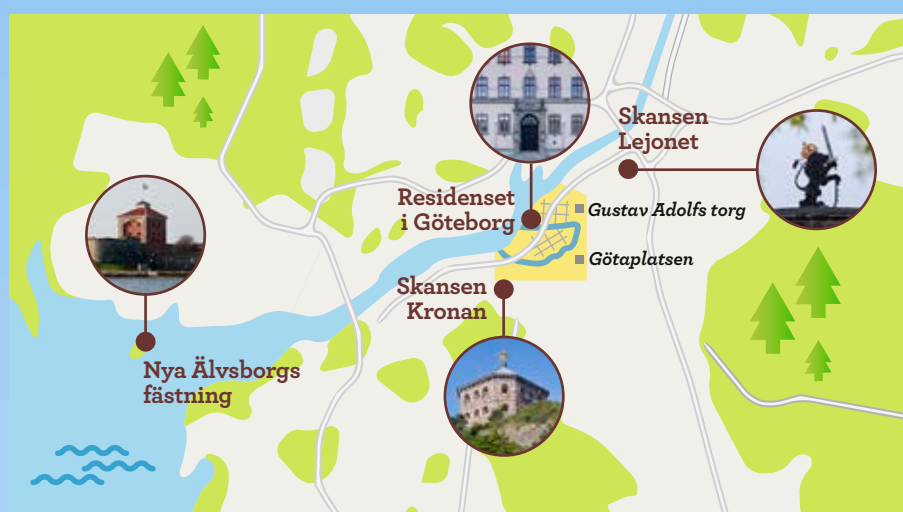 Skansen
Lejonet
Residenset
i Göteborg
Gustav Adolfs torg
Götaplatsen
Skansen
Kronan
Nya Älvsborgs
fästning